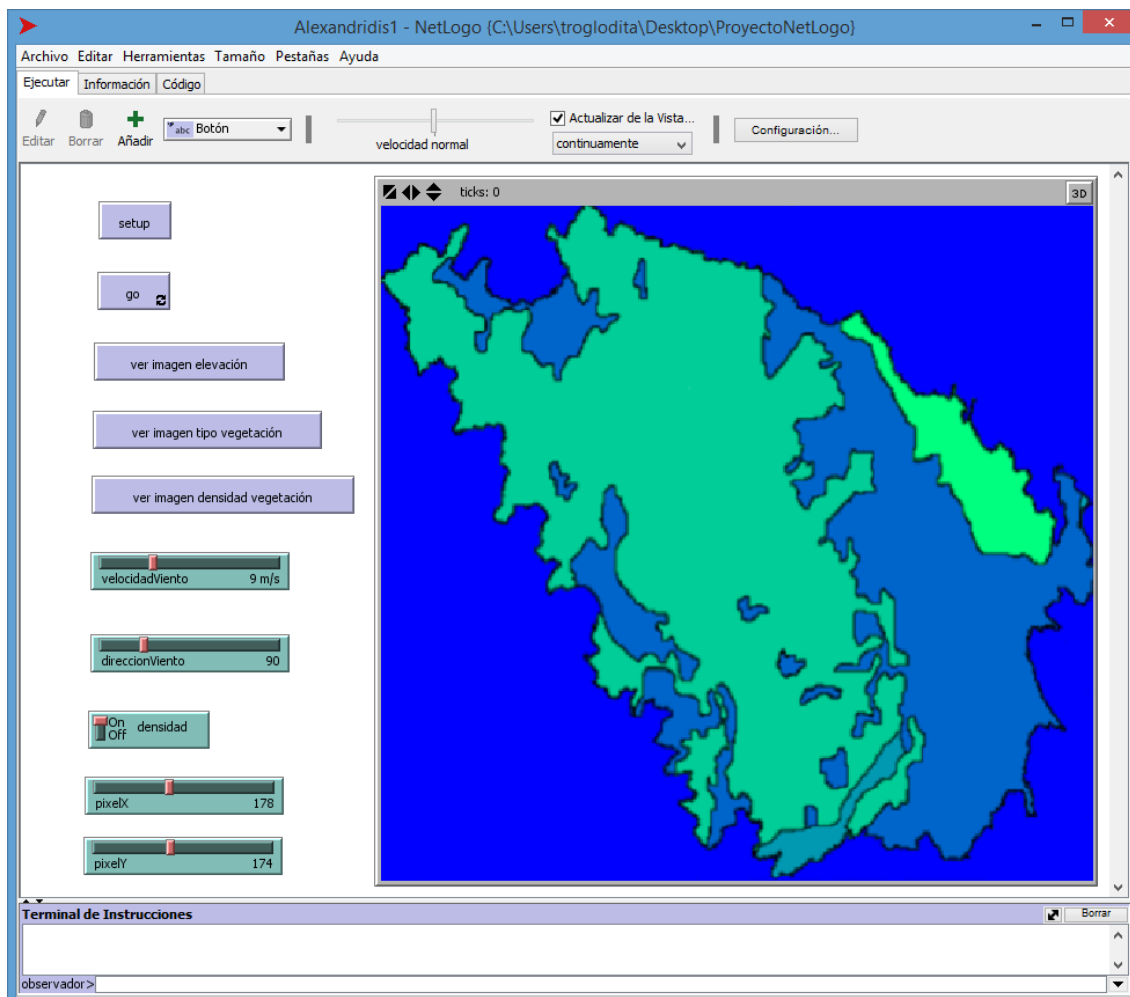 Alexandridis1 - NetLogo {C:\Users\troglodita\Desktop\ProyectoNetLogo}
Archivo Editar Herramientas Tamaño Pestañas Ayuda
Ejecutar Información Código
Editar Borrar Añadir abc Botón velocidad normal Actualizar de la Vista... continuamente Configuración...
ticks: 0 3D
setup
go
ver imagen elevación
ver imagen tipo vegetación
ver imagen densidad vegetación
velocidadViento 9 m/s
direccionViento 90
On
Off densidad
pixelX 178
pixelY 174
Terminal de Instrucciones Borrar
observador>